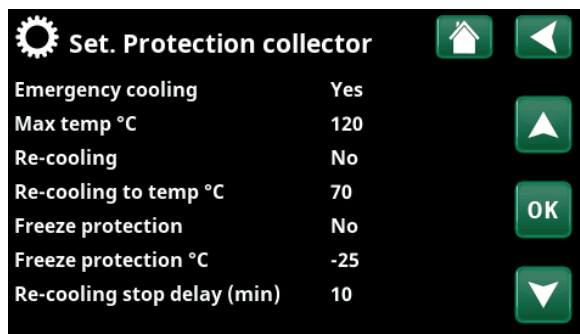 Set. Protection collector
Emergency cooling Yes
Max temp °C 120
Re-cooling No
Re-cooling to temp °C 70
Freeze protection No
OK
Freeze protection °C -25
Re-cooling stop delay (min) 10